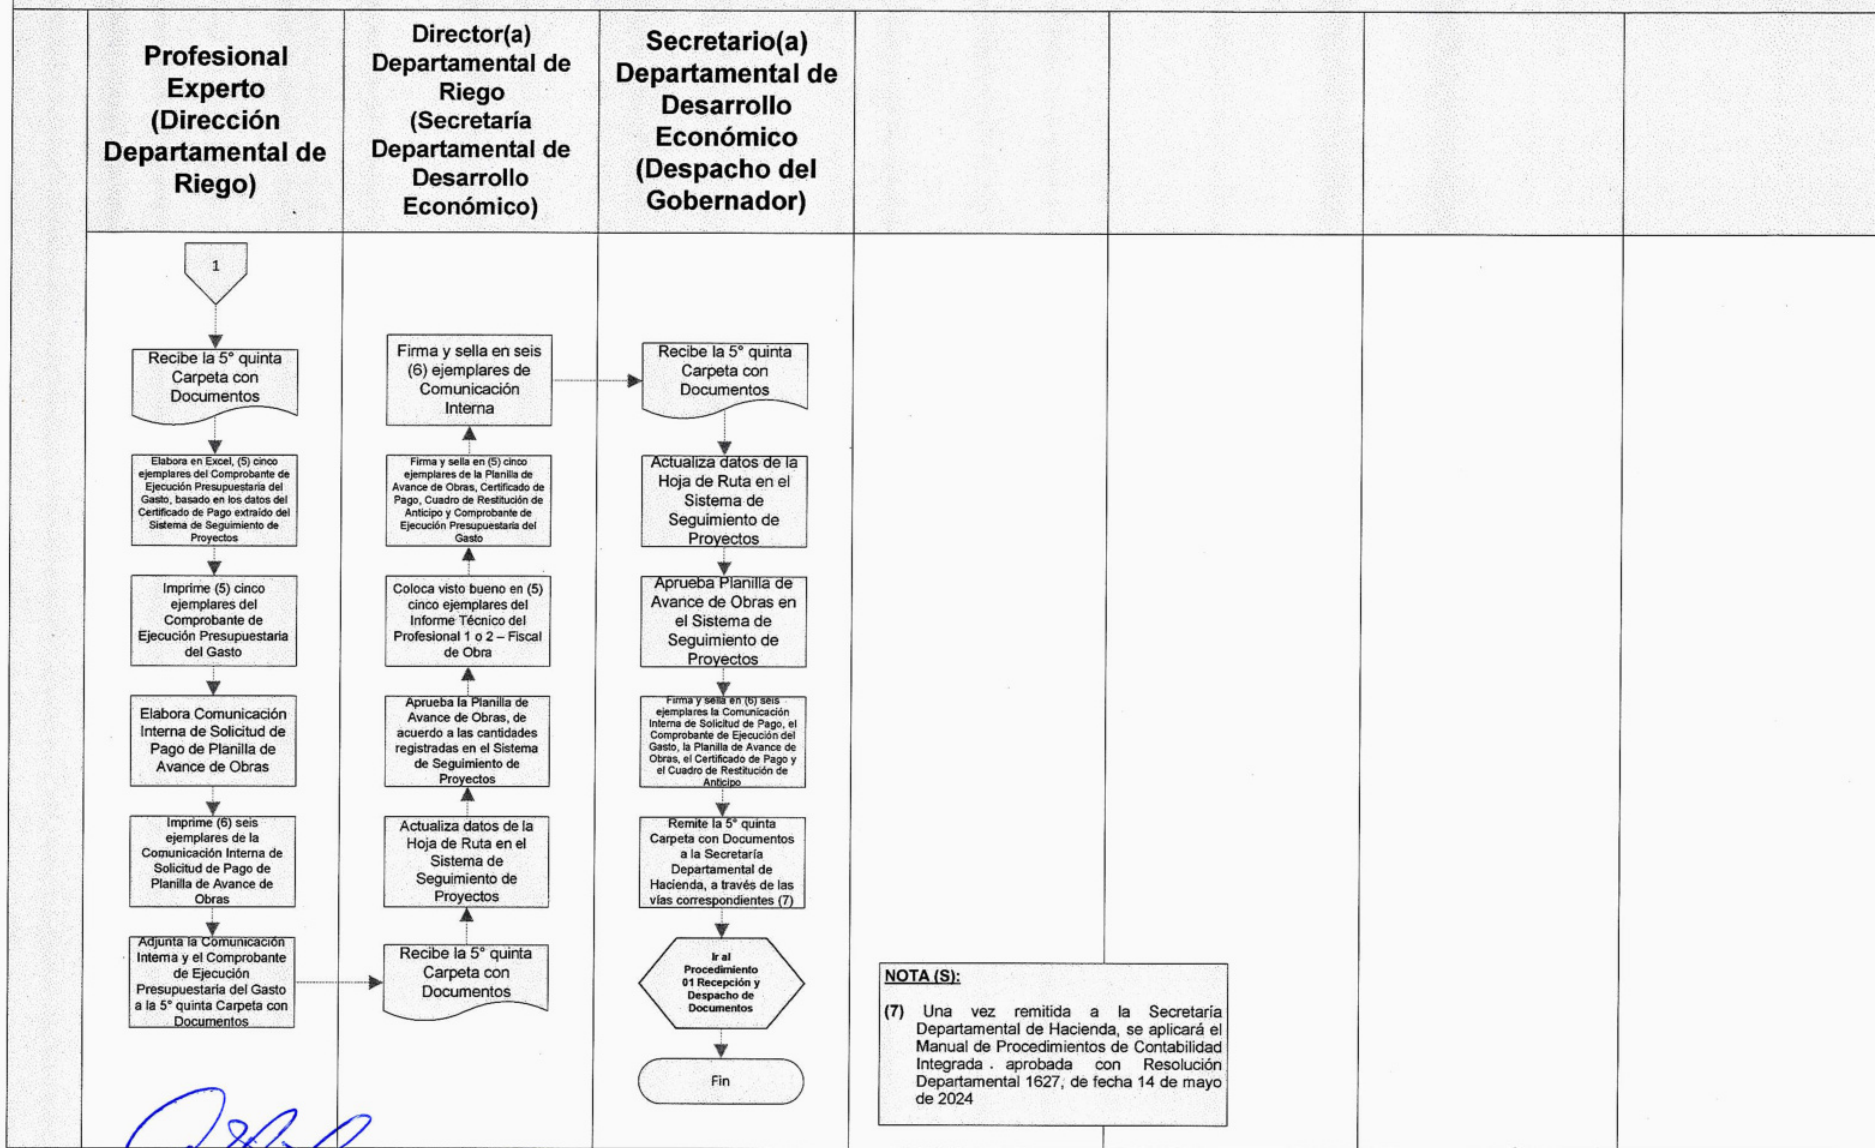 Profesional
Experto
(Dirección
Departamental de
Riego)
Director(a)
Departamental de
Riego
(Secretaría
Departamental de
Desarrollo
Económico)
Secretario(a)
Departamental de
Desarrollo
Económico
(Despacho del
Gobernador)
1
Recibe la 5° quinta
Carpeta con
Documentos
Elabora en Excel, (5) cinco
ejemplares del Comprobante de
Ejecución Presupuestaria del
Gasto, basado en los datos del
Certificado de Pago extraído del
Sistema de Seguimiento de
Proyectos
Imprime (5) cinco
ejemplares del
Comprobante de
Ejecución Presupuestaria
del Gasto
Elabora Comunicación
Interna de Solicitud de
Pago de Planilla de
Avance de Obras
Imprime (6) seis
ejemplares de la
Comunicación Interna de
Solicitud de Pago de
Planilla de Avance de
Obras
Adjunta la Comunicación
Interna y el Comprobante
de Ejecución
Presupuestaria del Gasto
a la 5° quinta Carpeta con
Documentos
Recibe la 5° quinta
Carpeta con
Documentos
Actualiza datos de la
Hoja de Ruta en el
Sistema de
Seguimiento de
Proyectos
Aprueba la Planilla de
Avance de Obras, de
acuerdo a las cantidades
registradas en el Sistema
de Seguimiento de
Proyectos
Coloca visto bueno en (5)
cinco ejemplares del
Informe Técnico del
Profesional 1 o 2 – Fiscal
de Obra
Firma y sella en (5) cinco
ejemplares de la Planilla de
Avance de Obras, Certificado de
Pago, Cuadro de Restitución de
Anticipo y Comprobante de
Ejecución Presupuestaria del
Gasto
Firma y sella en seis
(6) ejemplares de
Comunicación
Interna
Recibe la 5° quinta
Carpeta con
Documentos
Actualiza datos de la
Hoja de Ruta en el
Sistema de
Seguimiento de
Proyectos
Aprueba Planilla de
Avance de Obras en
el Sistema de
Seguimiento de
Proyectos
Firma y sella en (6) seis
ejemplares la Comunicación
Interna de Solicitud de Pago, el
Comprobante de Ejecución del
Gasto, la Planilla de Avance de
Obras, el Certificado de Pago y
el Cuadro de Restitución de
Anticipo
Remite la 5° quinta
Carpeta con Documentos
a la Secretaría
Departamental de
Hacienda, a través de las
vías correspondientes (7)
Ir al
Procedimiento
01 Recepción y
Despacho de
Documentos
Fin
NOTA (S):
(7) Una vez remitida a la Secretaría
Departamental de Hacienda, se aplicará el
Manual de Procedimientos de Contabilidad
Integrada . aprobada con Resolución
Departamental 1627, de fecha 14 de mayo
de 2024